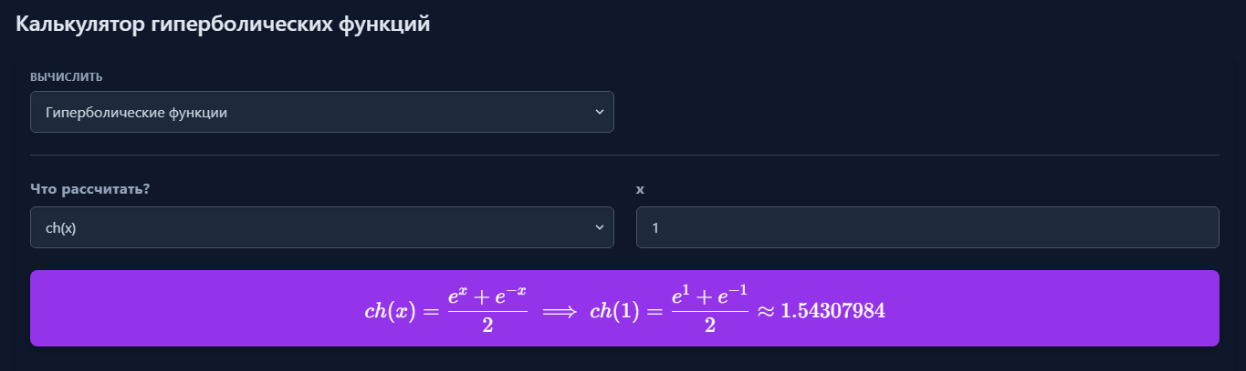 Калькулятор гиперболических функций
ВЫЧИСЛИТЬ
Гиперболические функции
Что рассчитать?
x
ch(x)
1
ch(x) = (e^x + e^{-x})/2 ⟹ ch(1) = (e^1 + e^{-1})/2 ≈ 1.54307984